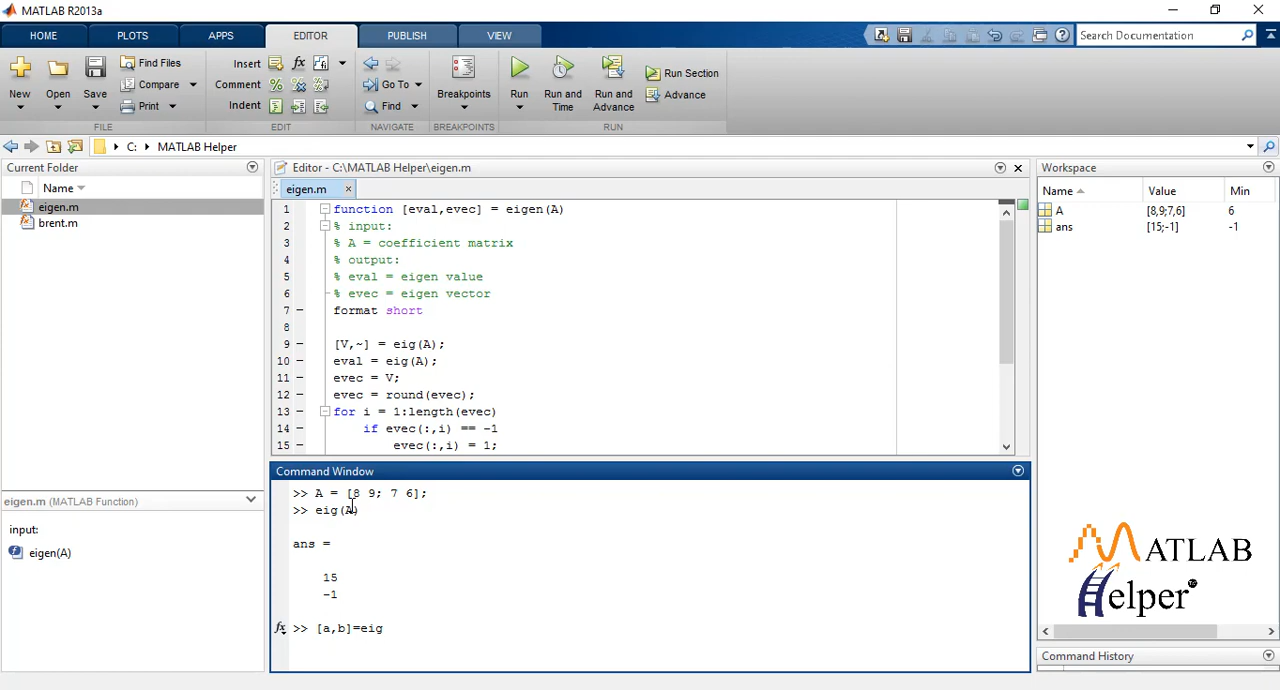 MATLAB R2013a
HOME PLOTS APPS EDITOR PUBLISH VIEW Search Documentation
New Open Save Find Files Compare Print FILE
Insert Comment Indent EDIT
Go To Find NAVIGATE
Breakpoints BREAKPOINTS
Run Run and Time Run and Advance Run Section Advance RUN
C: MATLAB Helper
Current Folder
Name
eigen.m
brent.m
eigen.m (MATLAB Function)
input:
eigen(A)
Editor - C:\MATLAB Helper\eigen.m
eigen.m
1 function [eval,evec] = eigen(A)
2 % input:
3 % A = coefficient matrix
4 % output:
5 % eval = eigen value
6 % evec = eigen vector
7 format short
8
9 [V,~] = eig(A);
10 eval = eig(A);
11 evec = V;
12 evec = round(evec);
13 for i = 1:length(evec)
14 if evec(:,i) == -1
15 evec(:,i) = 1;
Command Window
>> A = [8 9; 7 6];
>> eig(A)
ans =
15
-1
fx >> [a,b]=eig
Workspace
Name Value Min
A [8,9;7,6] 6
ans [15;-1] -1
MATLAB
Helper
Command History